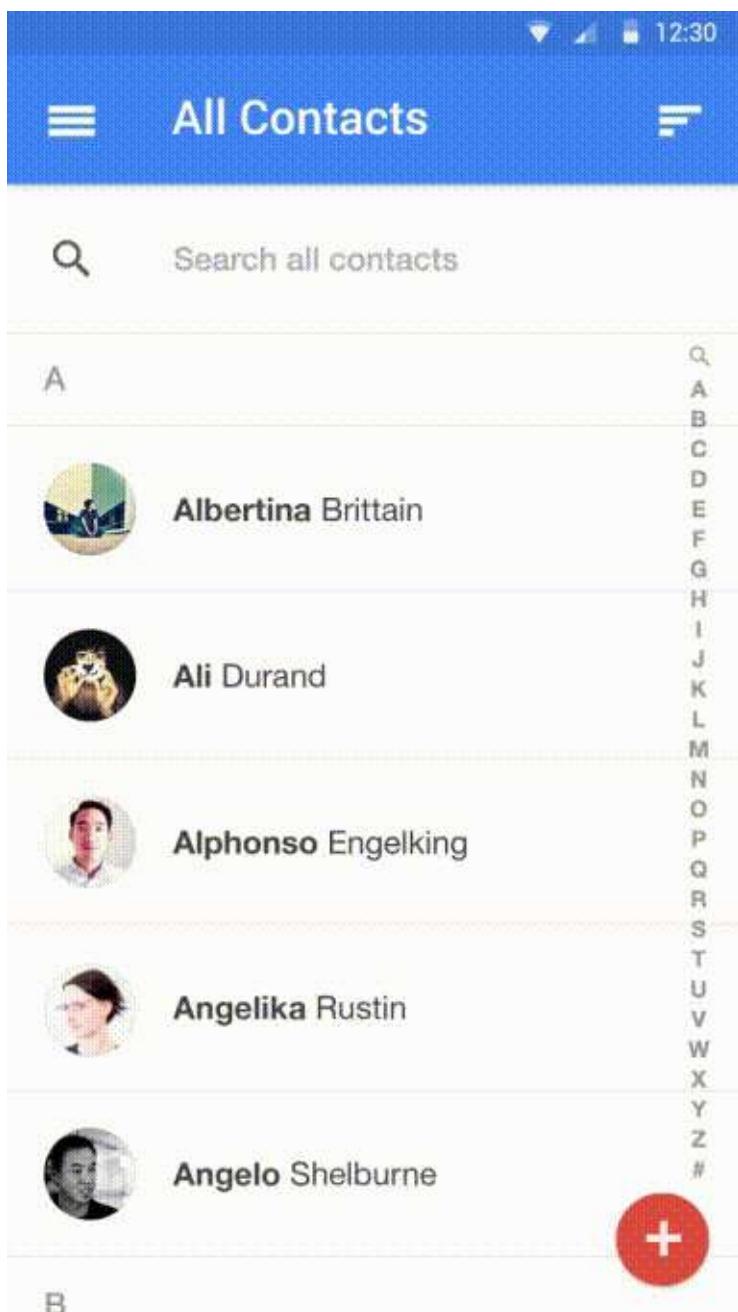 12:30
All Contacts
Search all contacts
A
Albertina Brittain
Ali Durand
Alphonso Engelking
Angelika Rustin
Angelo Shelburne
B
A
B
C
D
E
F
G
H
I
J
K
L
M
N
O
P
Q
R
S
T
U
V
W
X
Y
Z
#
+